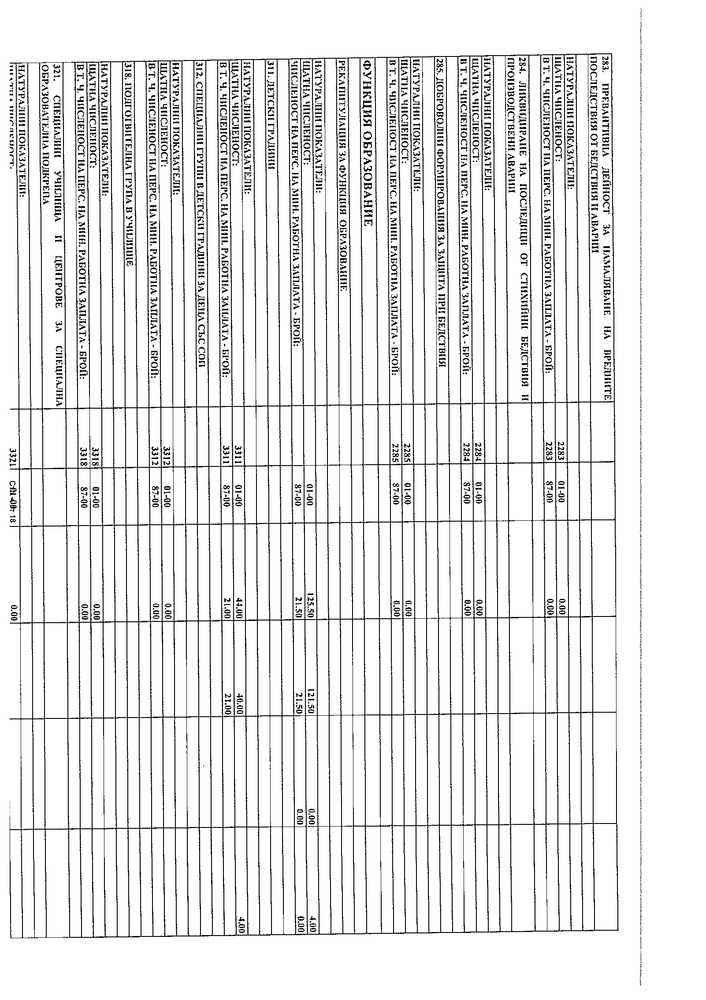 283. ПРЕВАНТИВНА ДЕЙНОСТ ЗА НАМАЛЯВАНЕ НА ВРЕДНИТЕ
ПОСЛЕДСТВИЯ ОТ БЕДСТВИЯ И АВАРИИ
НАТУРАЛНИ ПОКАЗАТЕЛИ:
ЩАТНА ЧИСЛЕНОСТ: 2283 01-00 0.00
В Т. Ч. ЧИСЛЕНОСТ НА ПЕРС. НА МИН. РАБОТНА ЗАПЛАТА - БРОЙ: 2283 87-00 0.00
284. ЛИКВИДИРАНЕ НА ПОСЛЕДИЦИ ОТ СТИХИЙНИ БЕДСТВИЯ И
ПРОИЗВОДСТВЕНИ АВАРИИ
НАТУРАЛНИ ПОКАЗАТЕЛИ:
ЩАТНА ЧИСЛЕНОСТ: 2284 01-00 0.00
В Т. Ч. ЧИСЛЕНОСТ НА ПЕРС. НА МИН. РАБОТНА ЗАПЛАТА - БРОЙ: 2284 87-00 0.00
285. ДОБРОВОЛНИ ФОРМИРОВАНИЯ ЗА ЗАЩИТА ПРИ БЕДСТВИЯ
НАТУРАЛНИ ПОКАЗАТЕЛИ:
ЩАТНА ЧИСЛЕНОСТ: 2285 01-00 0.00
В Т. Ч. ЧИСЛЕНОСТ НА ПЕРС. НА МИН. РАБОТНА ЗАПЛАТА - БРОЙ: 2285 87-00 0.00
ФУНКЦИЯ ОБРАЗОВАНИЕ
РЕКАПИТУЛАЦИЯ ЗА ФУНКЦИЯ ОБРАЗОВАНИЕ
НАТУРАЛНИ ПОКАЗАТЕЛИ:
ЩАТНА ЧИСЛЕНОСТ: 01-00 125.50 121.50 0.00 4.00
ЧИСЛЕНОСТ НА ПЕРС. НА МИН. РАБОТНА ЗАПЛАТА - БРОЙ: 87-00 21.50 21.50 0.00 0.00
311. ДЕТСКИ ГРАДИНИ
НАТУРАЛНИ ПОКАЗАТЕЛИ:
ЩАТНА ЧИСЛЕНОСТ: 3311 01-00 44.00 40.00 4.00
В Т. Ч. ЧИСЛЕНОСТ НА ПЕРС. НА МИН. РАБОТНА ЗАПЛАТА - БРОЙ: 3311 87-00 21.00 21.00
312. СПЕЦИАЛНИ ГРУПИ В ДЕТСКИ ГРАДИНИ ЗА ДЕЦА СЪС СОП
НАТУРАЛНИ ПОКАЗАТЕЛИ:
ЩАТНА ЧИСЛЕНОСТ: 3312 01-00 0.00
В Т. Ч. ЧИСЛЕНОСТ НА ПЕРС. НА МИН. РАБОТНА ЗАПЛАТА - БРОЙ: 3312 87-00 0.00
318. ПОДГОТВИТЕЛНА ГРУПА В УЧИЛИЩЕ
НАТУРАЛНИ ПОКАЗАТЕЛИ:
ЩАТНА ЧИСЛЕНОСТ: 3318 01-00 0.00
В Т. Ч. ЧИСЛЕНОСТ НА ПЕРС. НА МИН. РАБОТНА ЗАПЛАТА - БРОЙ: 3318 87-00 0.00
321. СПЕЦИАЛНИ УЧИЛИЩА И ЦЕНТРОВЕ ЗА СПЕЦИАЛНА
ОБРАЗОВАТЕЛНА ПОДКРЕПА
НАТУРАЛНИ ПОКАЗАТЕЛИ:
3321 18 0.00